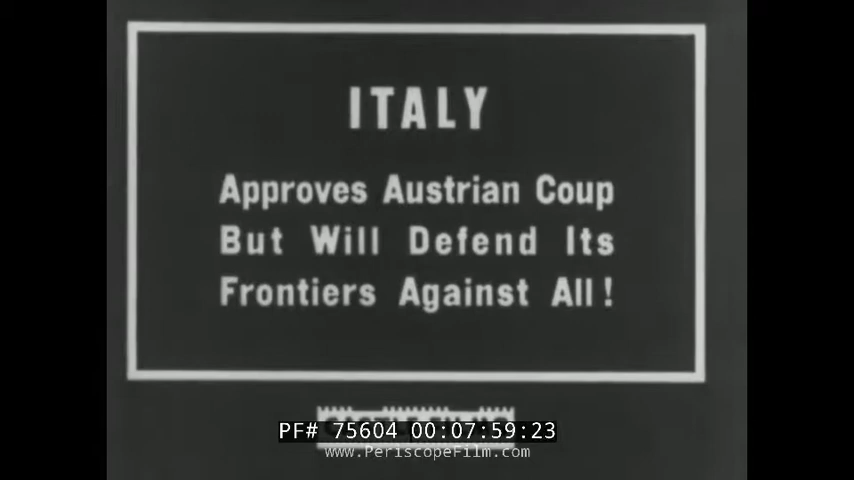 ITALY
Approves Austrian Coup
But Will Defend Its
Frontiers Against All!
PF# 75604 00:07:59:23
www.PeriscopeFilm.com